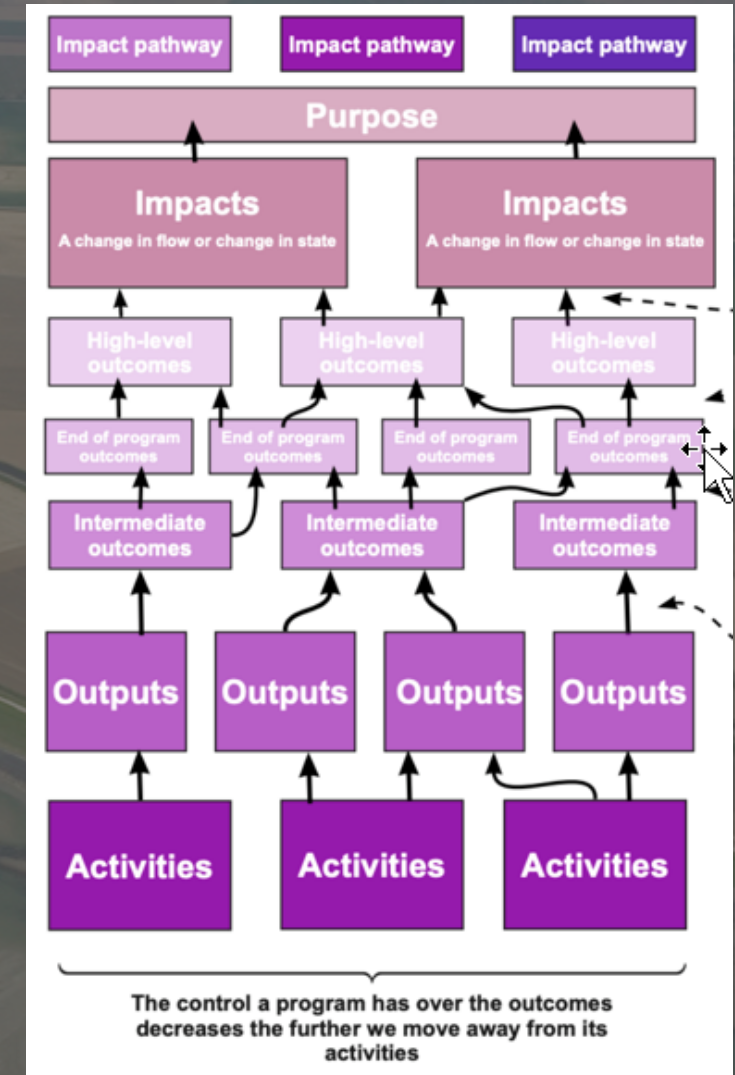 Impact pathway
Impact pathway
Impact pathway
Purpose
Impacts
A change in flow or change in state
Impacts
A change in flow or change in state
High-level
outcomes
High-level
outcomes
High-level
outcomes
End of program
outcomes
End of program
outcomes
End of program
outcomes
End of program
outcomes
Intermediate
outcomes
Intermediate
outcomes
Intermediate
outcomes
Outputs
Outputs
Outputs
Outputs
Activities
Activities
Activities
The control a program has over the outcomes
decreases the further we move away from its
activities